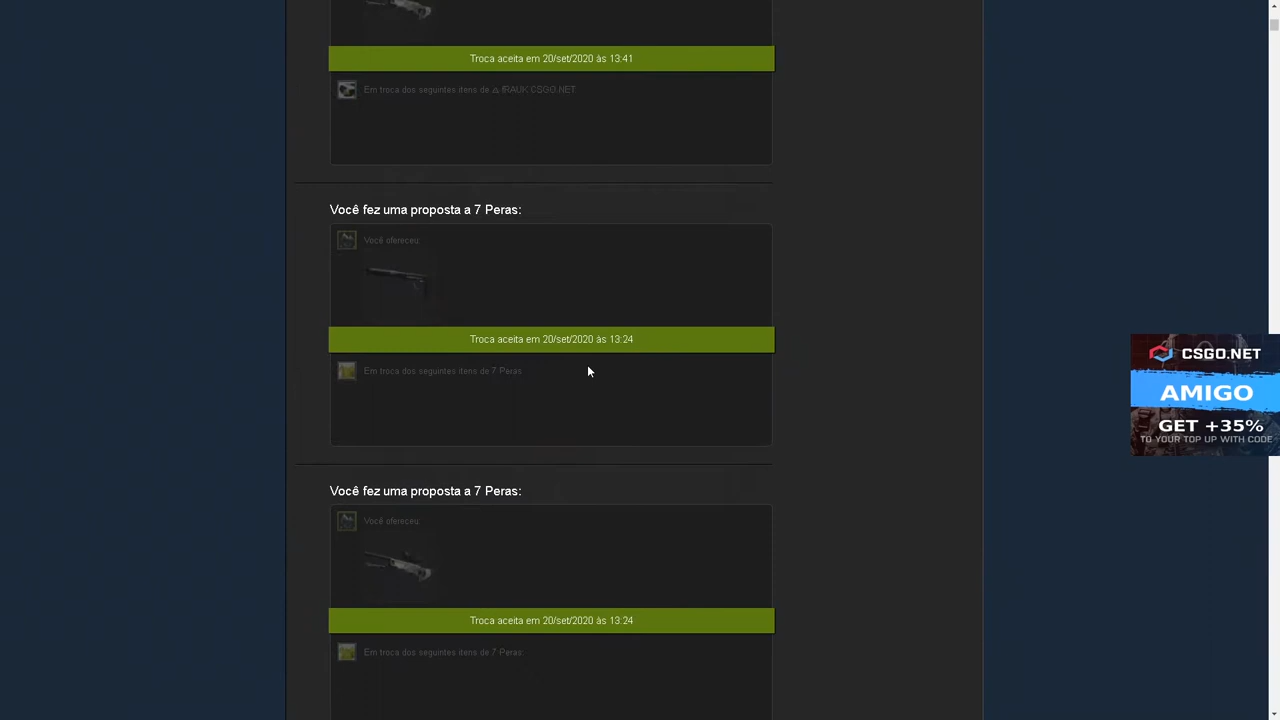 Troca aceita em 20/set/2020 às 13:41
Em troca dos seguintes itens de CSGO.NET
Você fez uma proposta a 7 Peras:
Você ofereceu:
Troca aceita em 20/set/2020 às 13:24
Em troca dos seguintes itens de 7 Peras:
CSGO.NET
AMIGO
GET +35%
TO YOUR TOP UP WITH CODE
Você fez uma proposta a 7 Peras:
Você ofereceu:
Troca aceita em 20/set/2020 às 13:24
Em troca dos seguintes itens de 7 Peras: